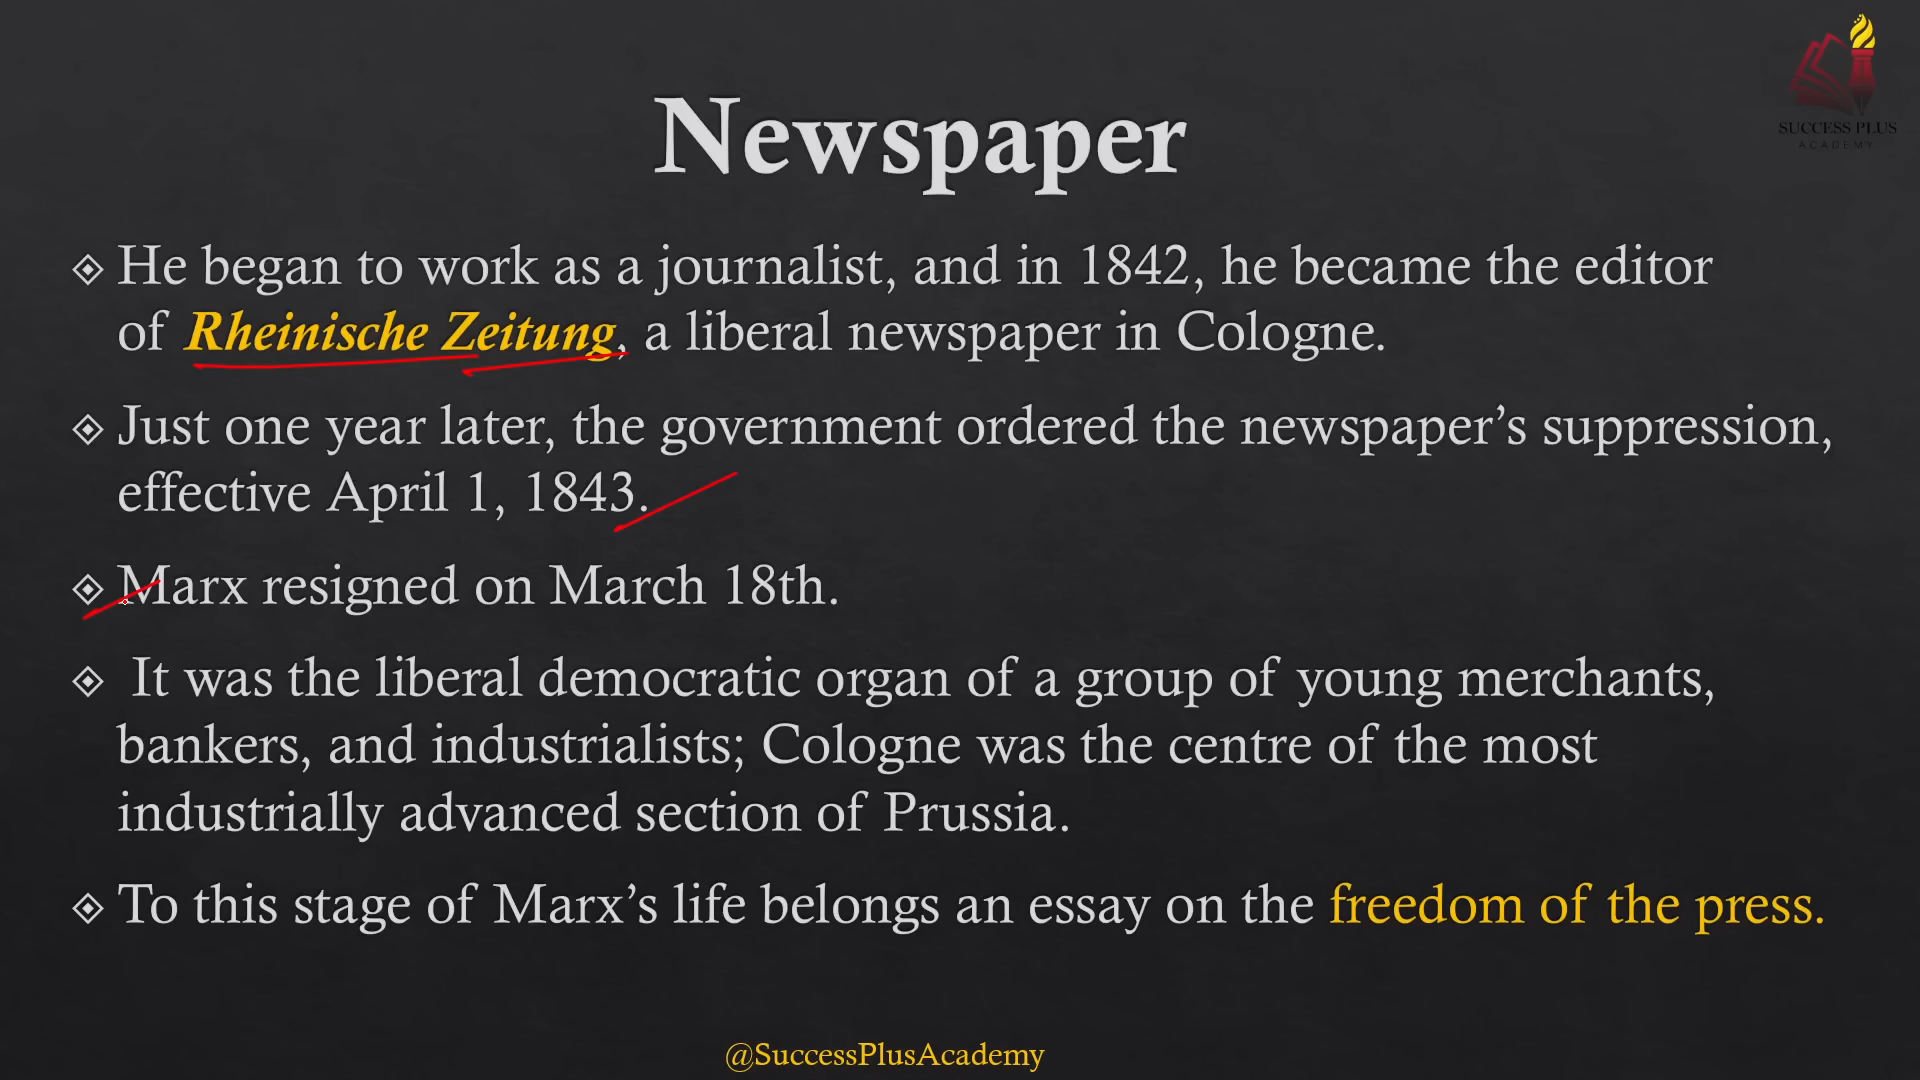 SUCCESS PLUS
ACADEMY
Newspaper
He began to work as a journalist, and in 1842, he became the editor
of Rheinische Zeitung, a liberal newspaper in Cologne.
Just one year later, the government ordered the newspaper’s suppression,
effective April 1, 1843.
Marx resigned on March 18th.
It was the liberal democratic organ of a group of young merchants,
bankers, and industrialists; Cologne was the centre of the most
industrially advanced section of Prussia.
To this stage of Marx’s life belongs an essay on the freedom of the press.
@SuccessPlusAcademy